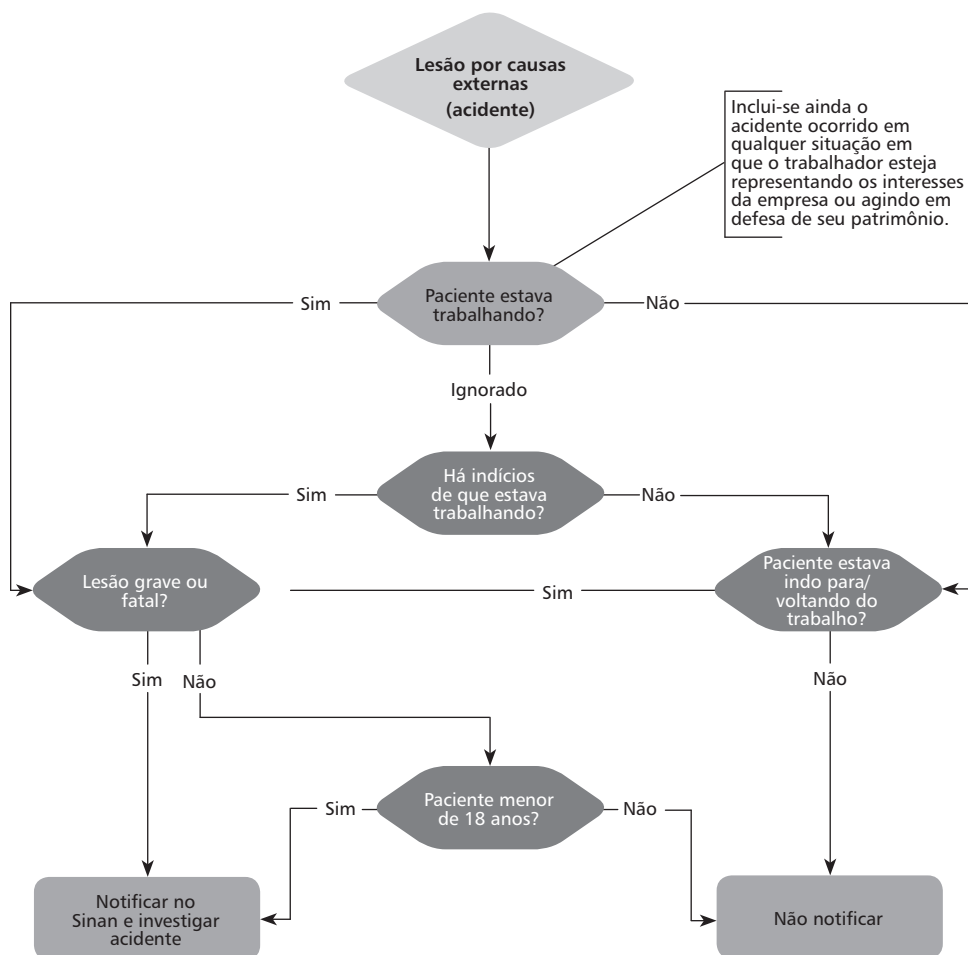 Lesão por causas
externas
(acidente)
Inclui-se ainda o
acidente ocorrido em
qualquer situação em
que o trabalhador esteja
representando os interesses
da empresa ou agindo em
defesa de seu patrimônio.
Sim
Paciente estava
trabalhando?
Não
Ignorado
Sim
Há indícios
de que estava
trabalhando?
Não
Lesão grave ou
fatal?
Sim
Paciente estava
indo para/
voltando do
trabalho?
Sim
Não
Não
Sim
Paciente menor
de 18 anos?
Não
Notificar no
Sinan e investigar
acidente
Não notificar